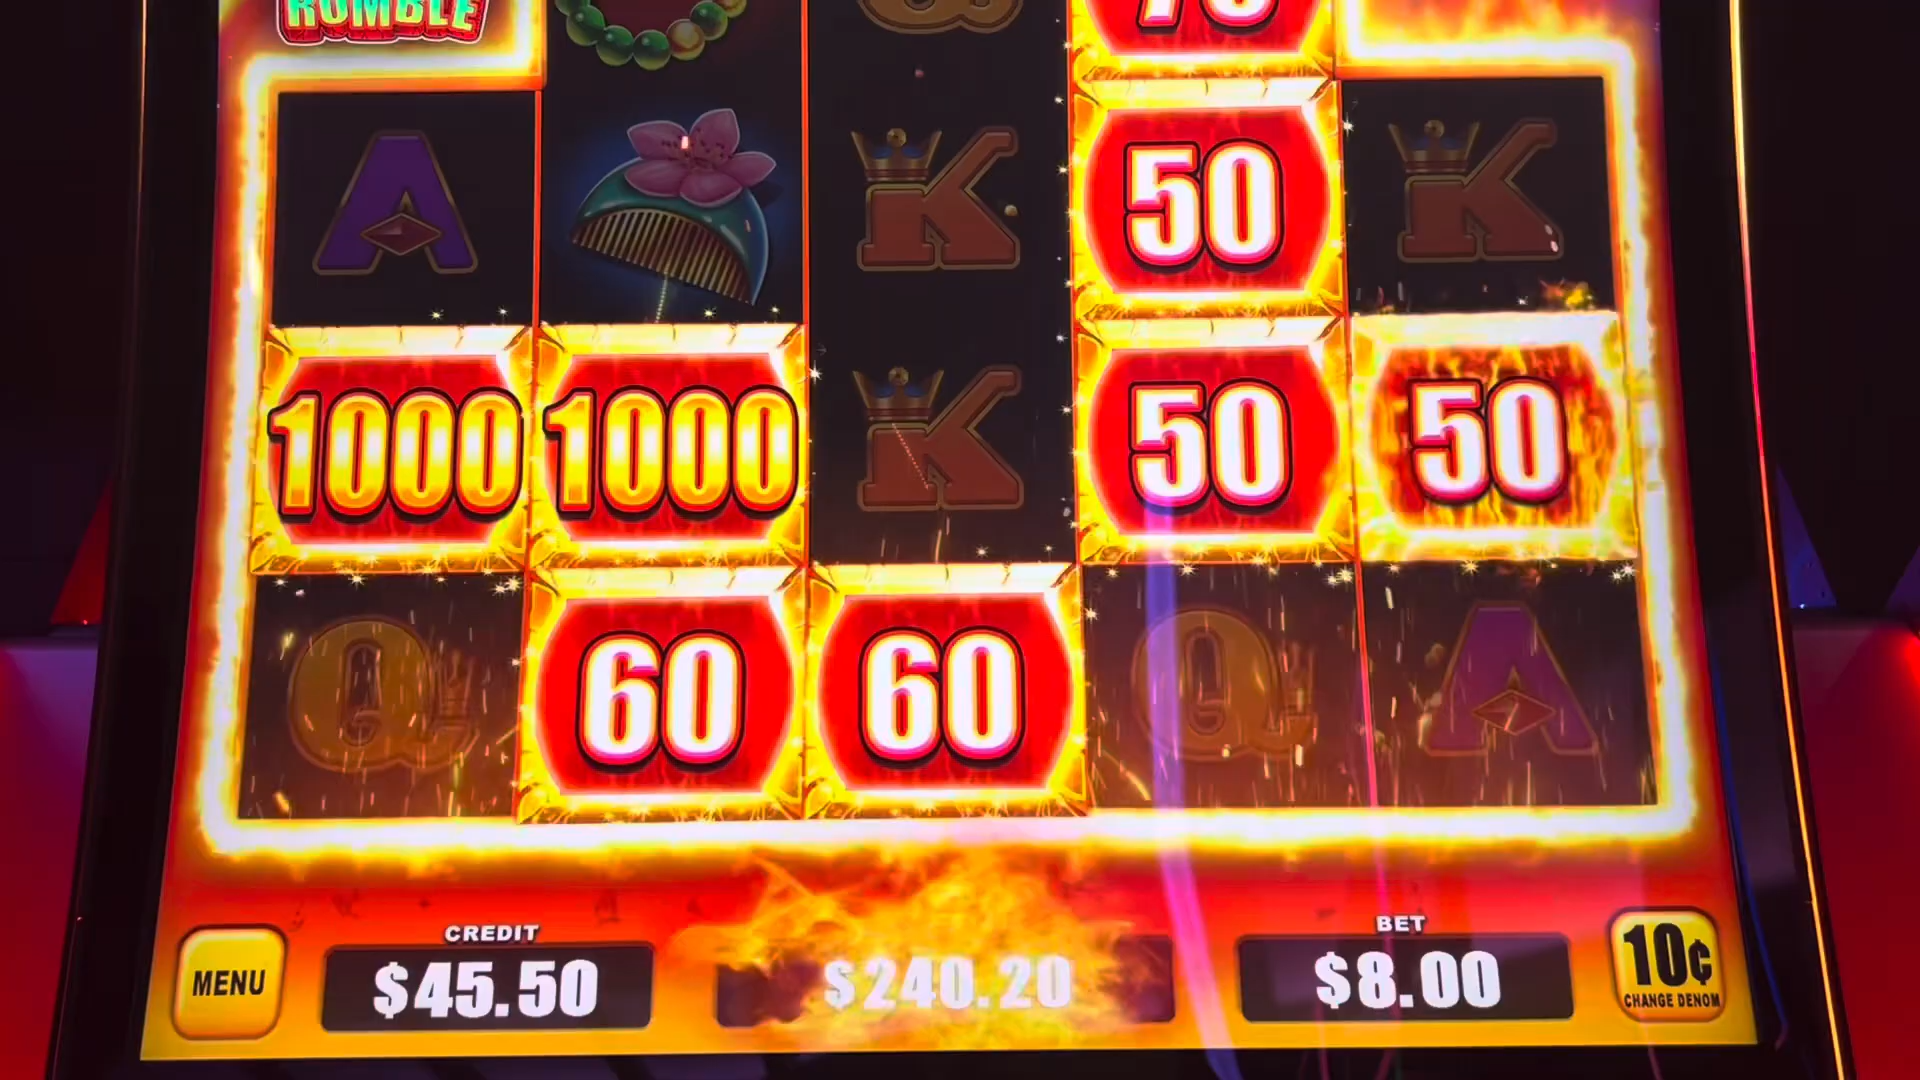 RUMBLE
A K 50 K
1000 1000 K 50 50
Q 60 60 Q A
CREDIT BET
MENU $45.50 $240.20 $8.00 10¢
CHANGE DENOM